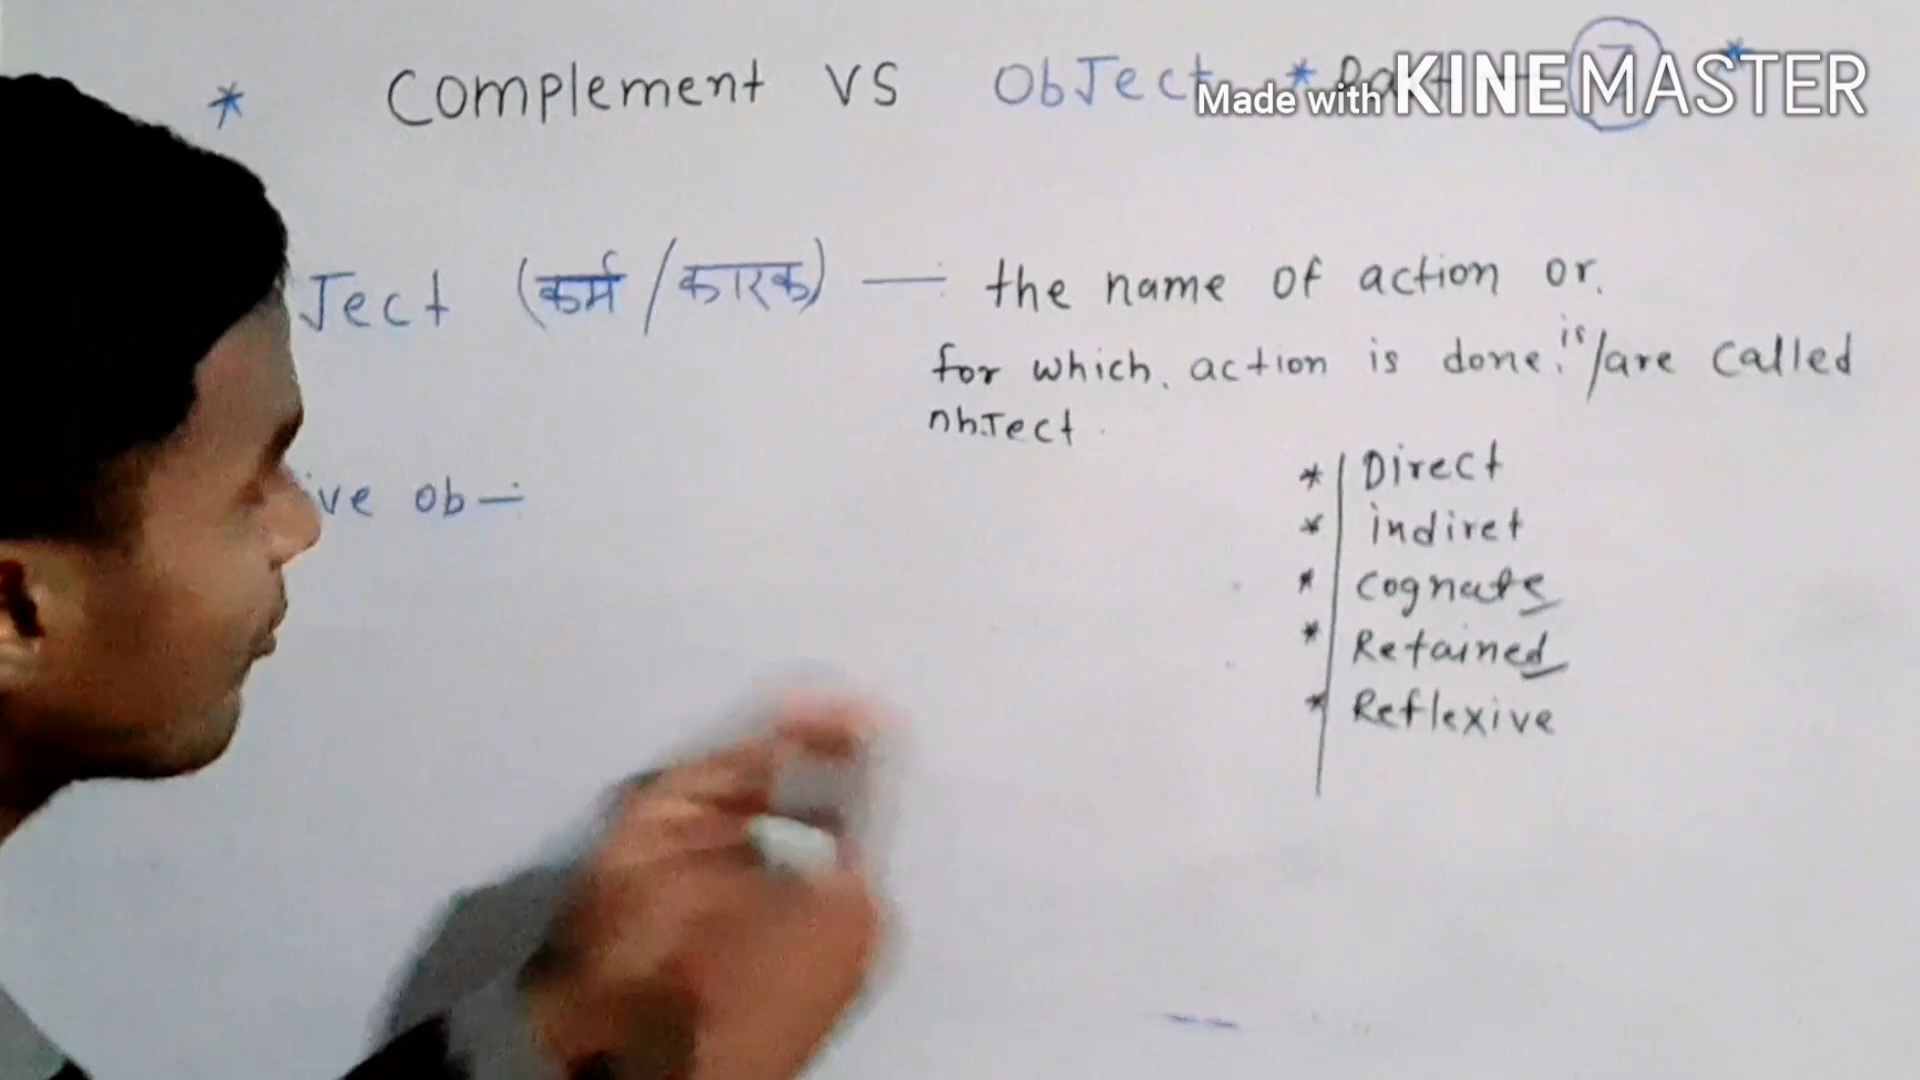 * Complement VS ObJect *
Made with KINEMASTER
Ject (कर्म/कारक) — the name of action or.
is
for which. action is done. /are called
obJect.
* Direct
ive ob —
* indiret
* cognate
* Retained
* Reflexive